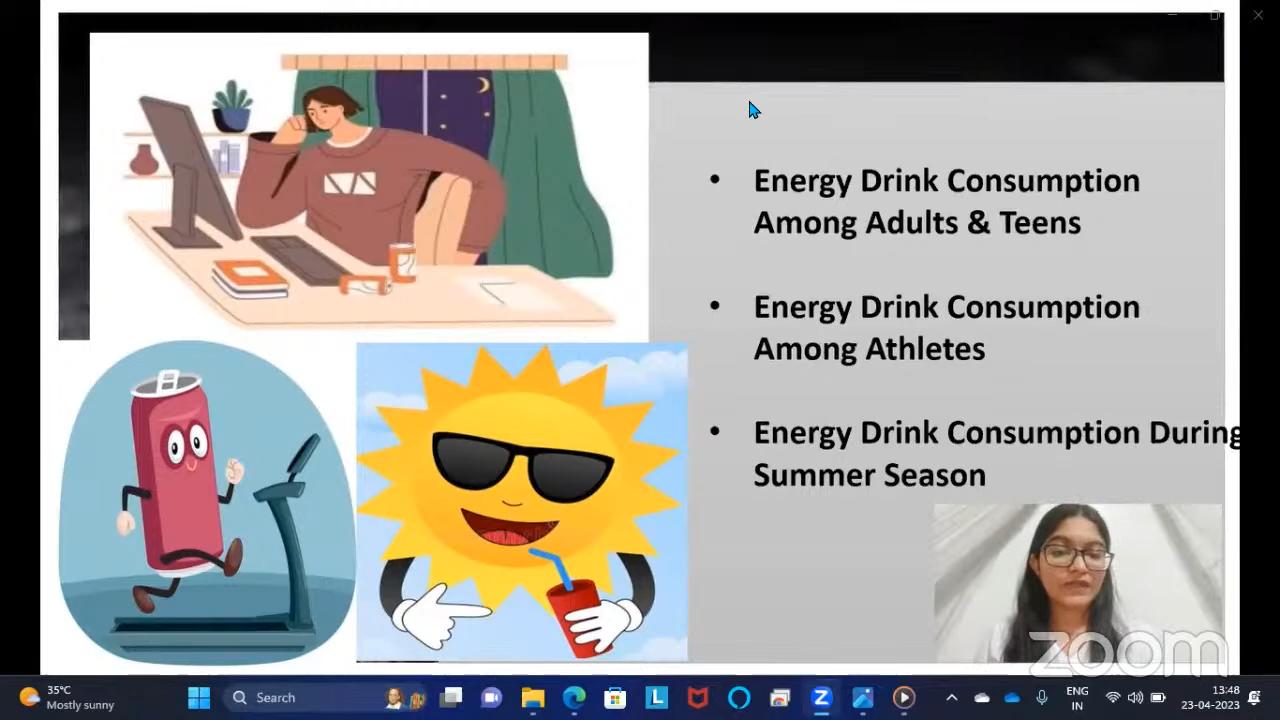 • Energy Drink Consumption
Among Adults & Teens
• Energy Drink Consumption
Among Athletes
• Energy Drink Consumption During
Summer Season
zoom
35°C
Mostly sunny
Search
L
Z
ENG
IN
13:48
23-04-2023